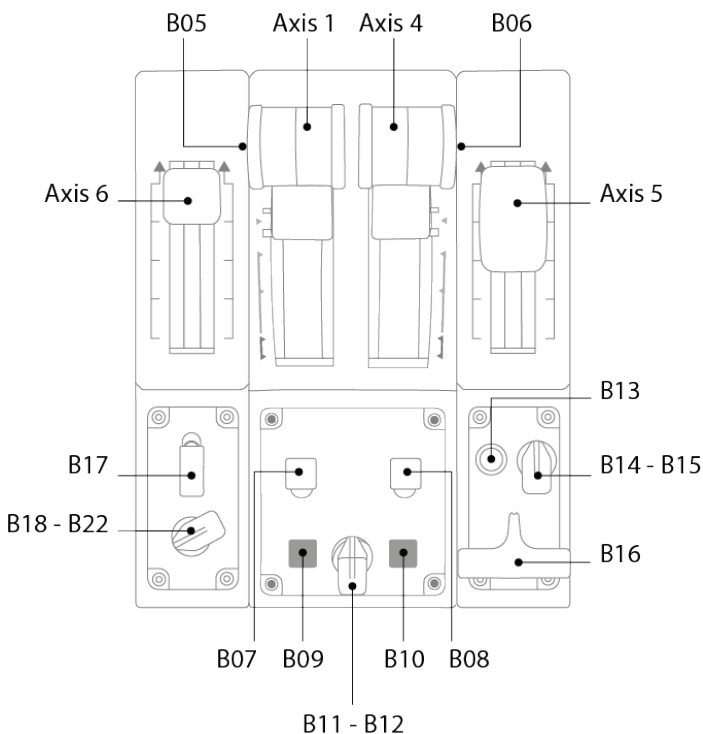 B05 Axis 1 Axis 4 B06
Axis 6 Axis 5
B13
B17 B14 - B15
B18 - B22
B16
B07 B09 B10 B08
B11 - B12